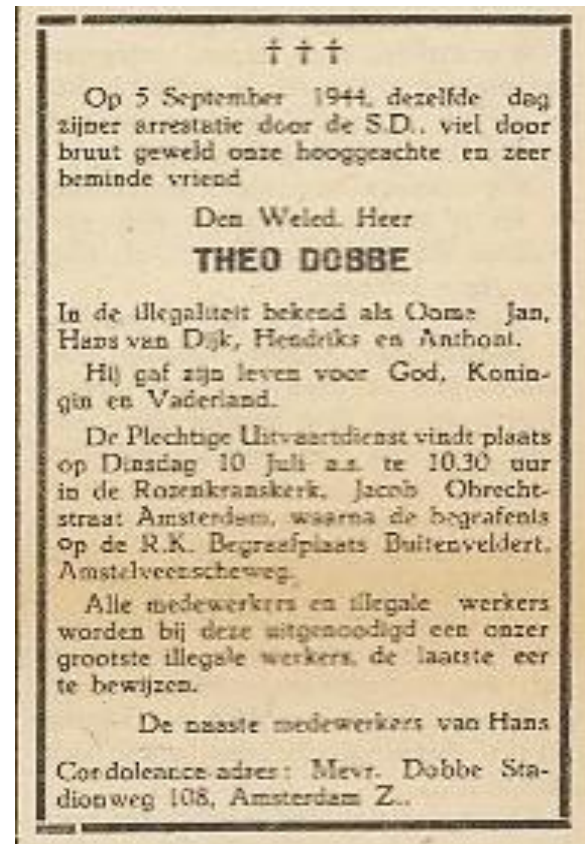 † † †
Op 5 September 1944, dezelfde dag
zijner arrestatie door de S.D., viel door
bruut geweld onze hooggeachte en zeer
beminde vriend
Den Weled. Heer
THEO DOBBE
In de illegaliteit bekend als Oome Jan,
Hans van Dijk, Hendriks en Anthoni.
Hij gaf zijn leven voor God, Konin-
gin en Vaderland.
De Plechtige Uitvaartdienst vindt plaats
op Dinsdag 10 Juli a.s. te 10.30 uur
in de Rozenkranskerk, Jacob Obrecht-
straat Amsterdam, waarna de begrafenis
op de R.K. Begraafplaats Buitenveldert,
Amstelveenscheweg.
Alle medewerkers en illegale werkers
worden bij deze uitgenoodigd een onzer
grootste illegale werkers, de laatste eer
te bewijzen.
De naaste medewerkers van Hans
Condoleance-adres: Mevr. Dobbe Sta-
dionweg 108, Amsterdam Z..